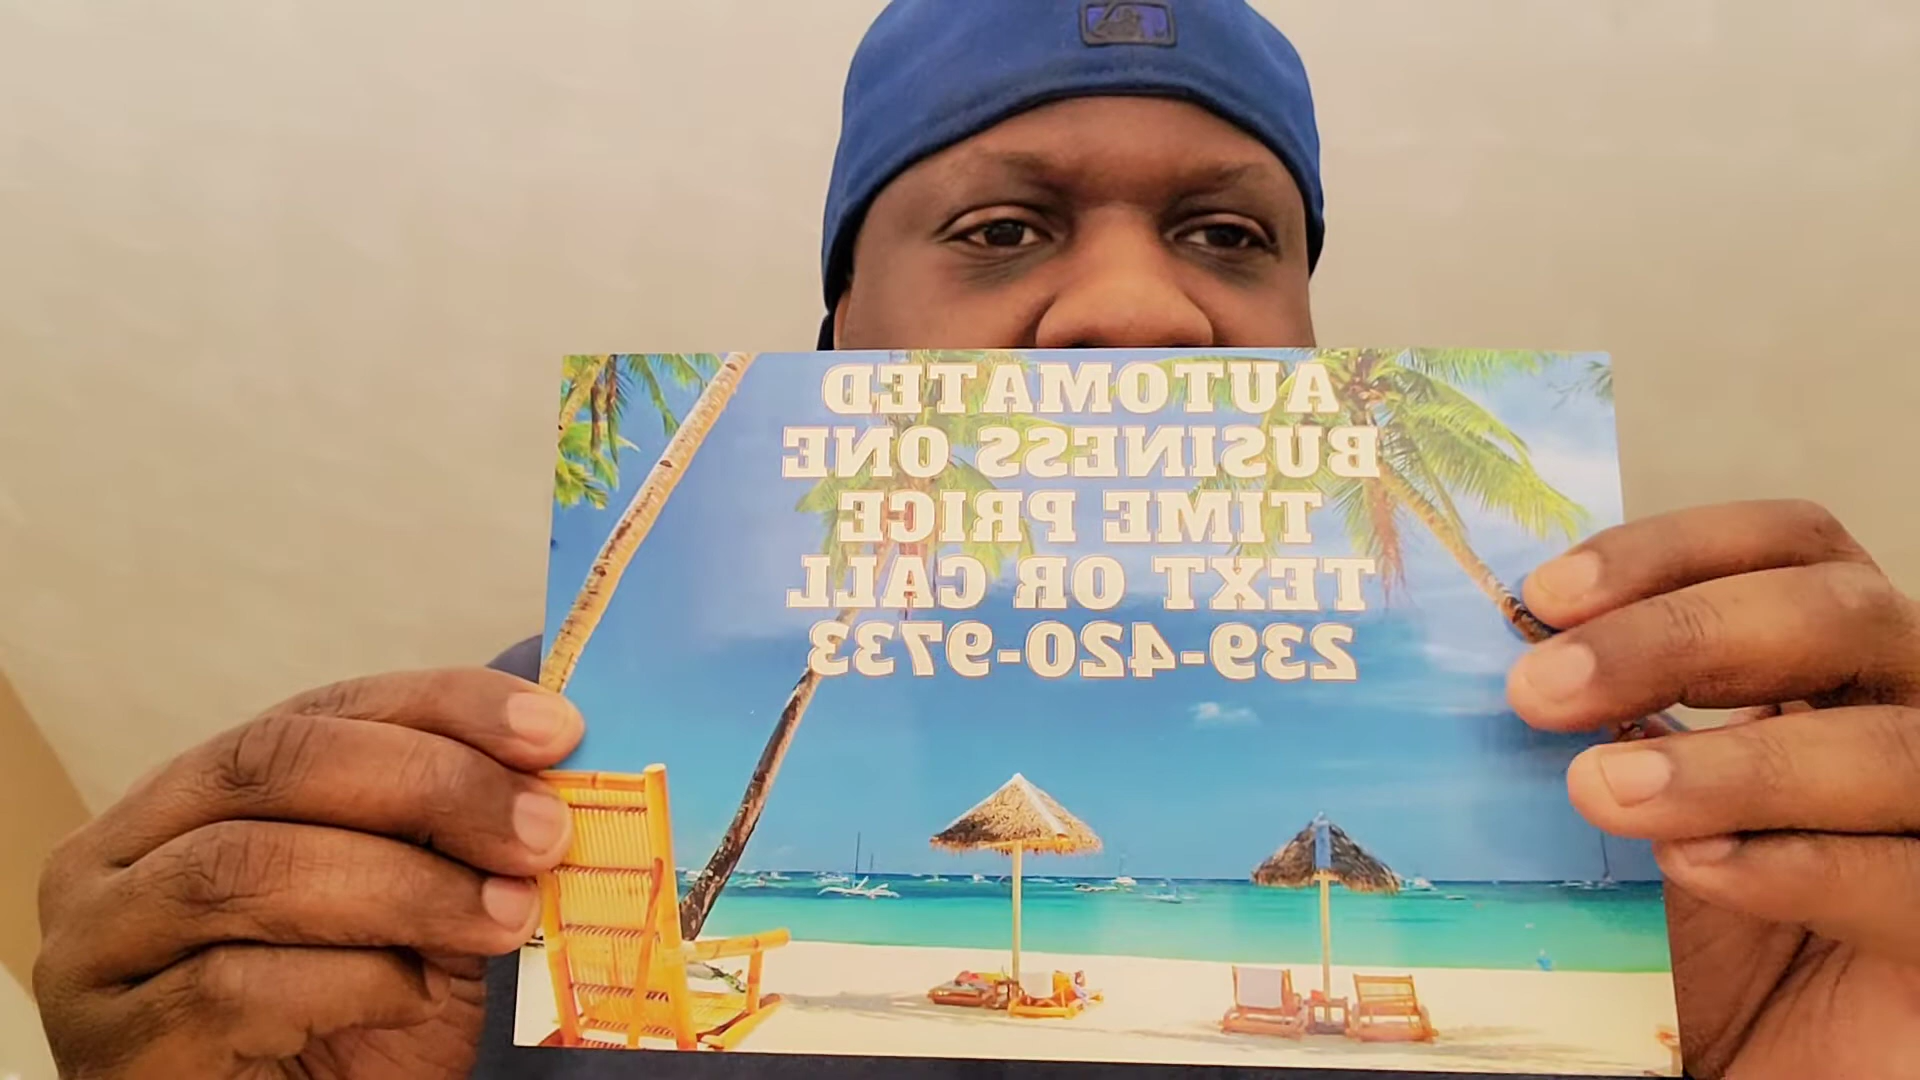 AUTOMATED
BUSINESS ONE
TIME PRICE
TEXT OR CALL
239-420-9733